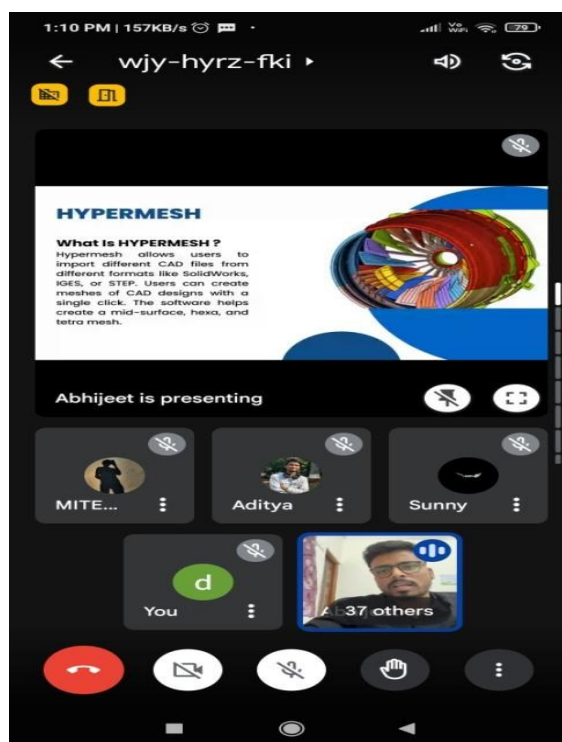 1:10 PM | 157KB/s
Vo WiFi 79
wjy-hyrz-fki
HYPERMESH
What Is HYPERMESH ?
Hypermesh allows users to
import different CAD files from
different formats like SolidWorks,
IGES, or STEP. Users can create
meshes of CAD designs with a
single click. The software helps
create a mid-surface, hexa, and
tetra mesh.
Abhijeet is presenting
MITE... Aditya Sunny
d
You 37 others